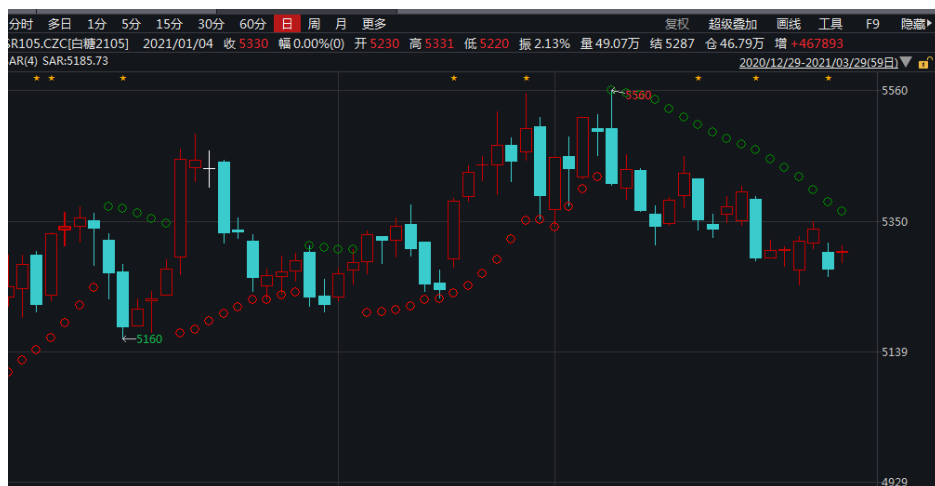 分时 多日 1分 5分 15分 30分 60分 日 周 月 更多 复权 超级叠加 画线 工具 F9 隐藏
SR105.CZC[白糖2105] 2021/01/04 收 5330 幅 0.00%(0) 开 5230 高 5331 低 5220 振 2.13% 量 49.07万 结 5287 仓 46.79万 增 +467893
AR(4) SAR:5185.73 2020/12/29-2021/03/29(59日)
5560
5560
5350
5160
5139
4929